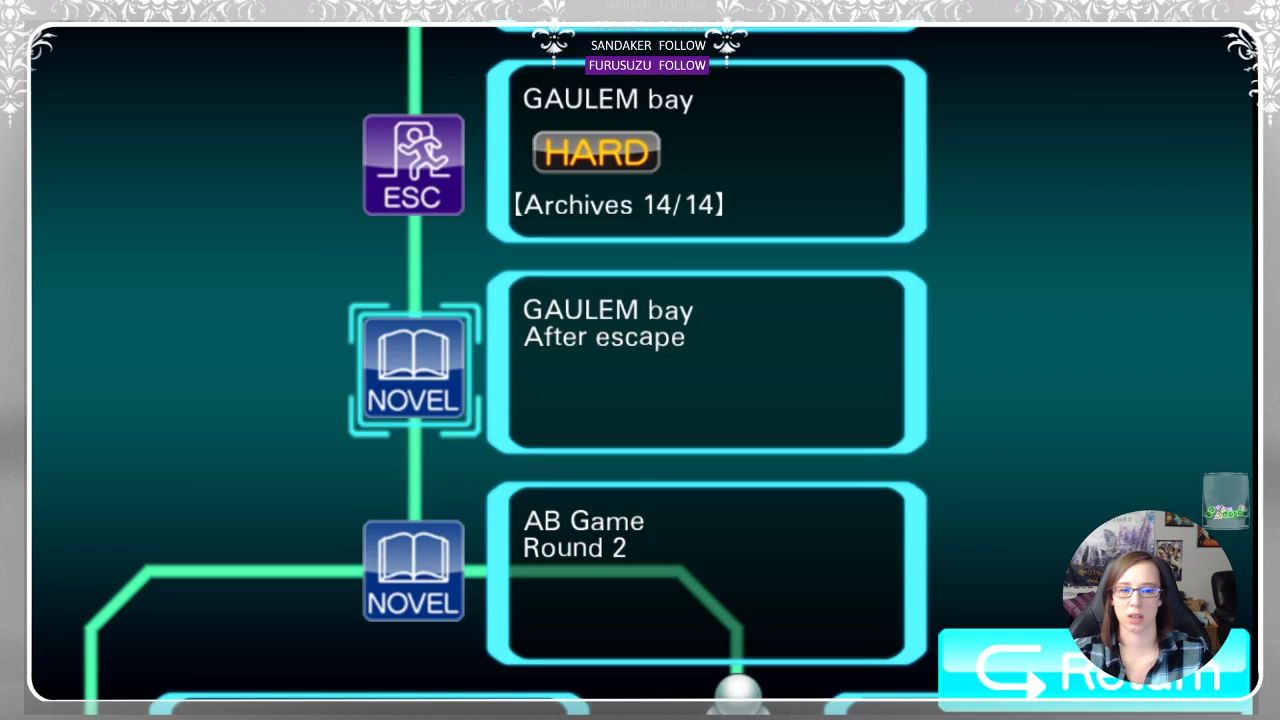 SANDAKER FOLLOW
FURUSUZU FOLLOW
GAULEM bay
HARD
【Archives 14/14】
ESC
GAULEM bay
After escape
NOVEL
AB Game
Round 2
NOVEL
Return